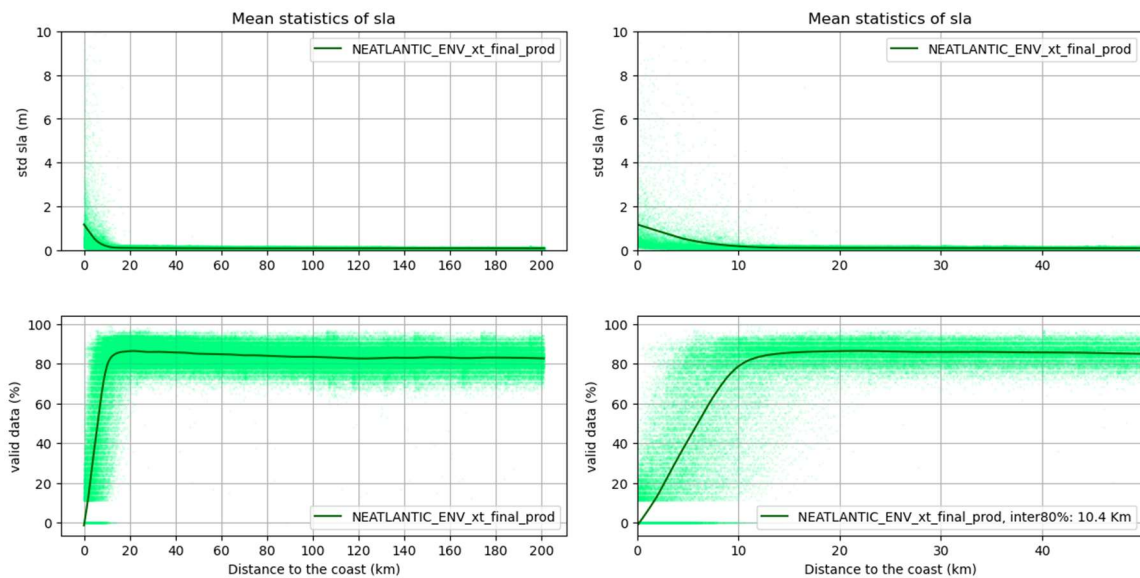 Mean statistics of sla
NEATLANTIC_ENV_xt_final_prod
std sla (m)
10
8
6
4
2
0
0 20 40 60 80 100 120 140 160 180 200
Mean statistics of sla
NEATLANTIC_ENV_xt_final_prod
std sla (m)
10
8
6
4
2
0
0 10 20 30 40
valid data (%)
100
80
60
40
20
0
NEATLANTIC_ENV_xt_final_prod
0 20 40 60 80 100 120 140 160 180 200
Distance to the coast (km)
valid data (%)
100
80
60
40
20
0
NEATLANTIC_ENV_xt_final_prod, inter80%: 10.4 Km
0 10 20 30 40
Distance to the coast (km)